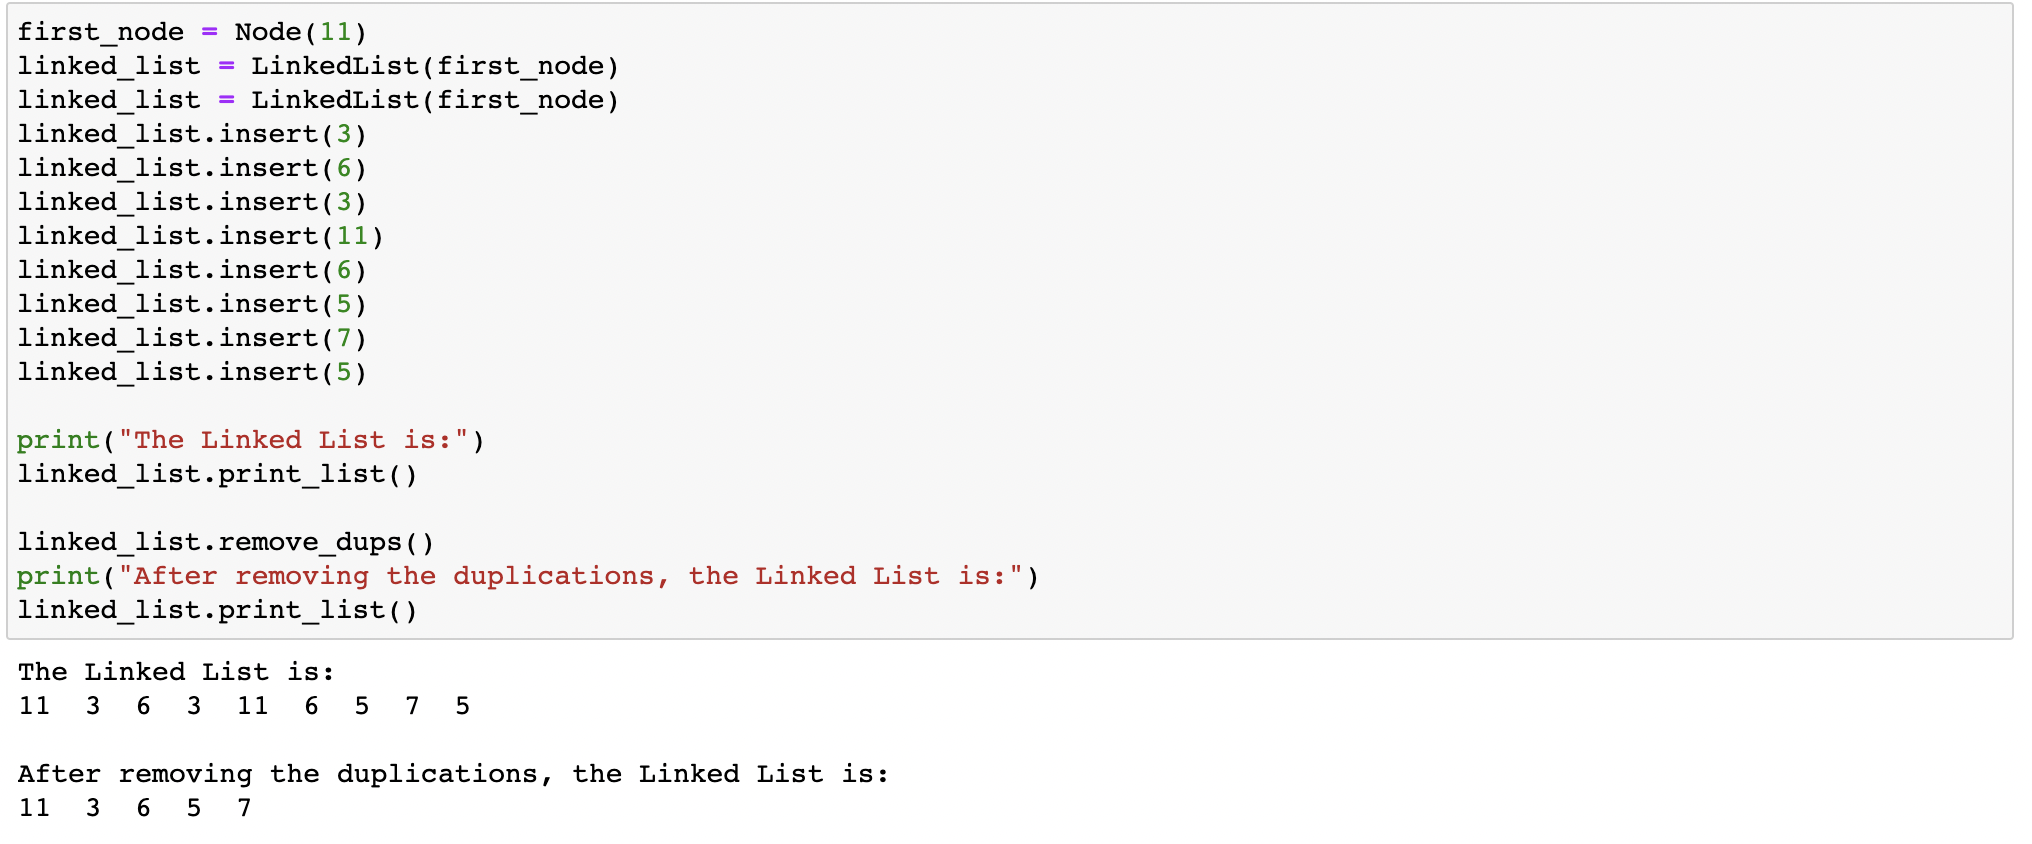 first_node = Node(11)
linked_list = LinkedList(first_node)
linked_list = LinkedList(first_node)
linked_list.insert(3)
linked_list.insert(6)
linked_list.insert(3)
linked_list.insert(11)
linked_list.insert(6)
linked_list.insert(5)
linked_list.insert(7)
linked_list.insert(5)

print("The Linked List is:")
linked_list.print_list()

linked_list.remove_dups()
print("After removing the duplications, the Linked List is:")
linked_list.print_list()

The Linked List is:
11  3  6  3  11  6  5  7  5

After removing the duplications, the Linked List is:
11  3  6  5  7